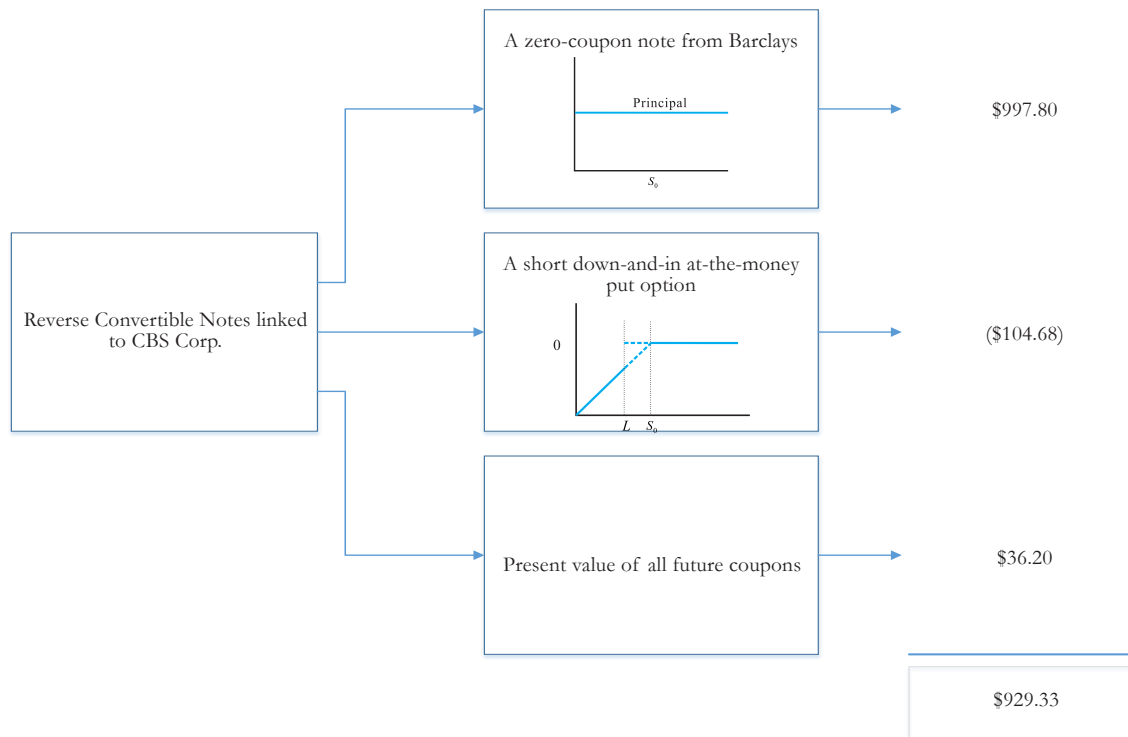 A zero-coupon note from Barclays
Principal
S₀
$997.80
Reverse Convertible Notes linked
to CBS Corp.
A short down-and-in at-the-money
put option
0
L S₀
($104.68)
Present value of all future coupons
$36.20
$929.33